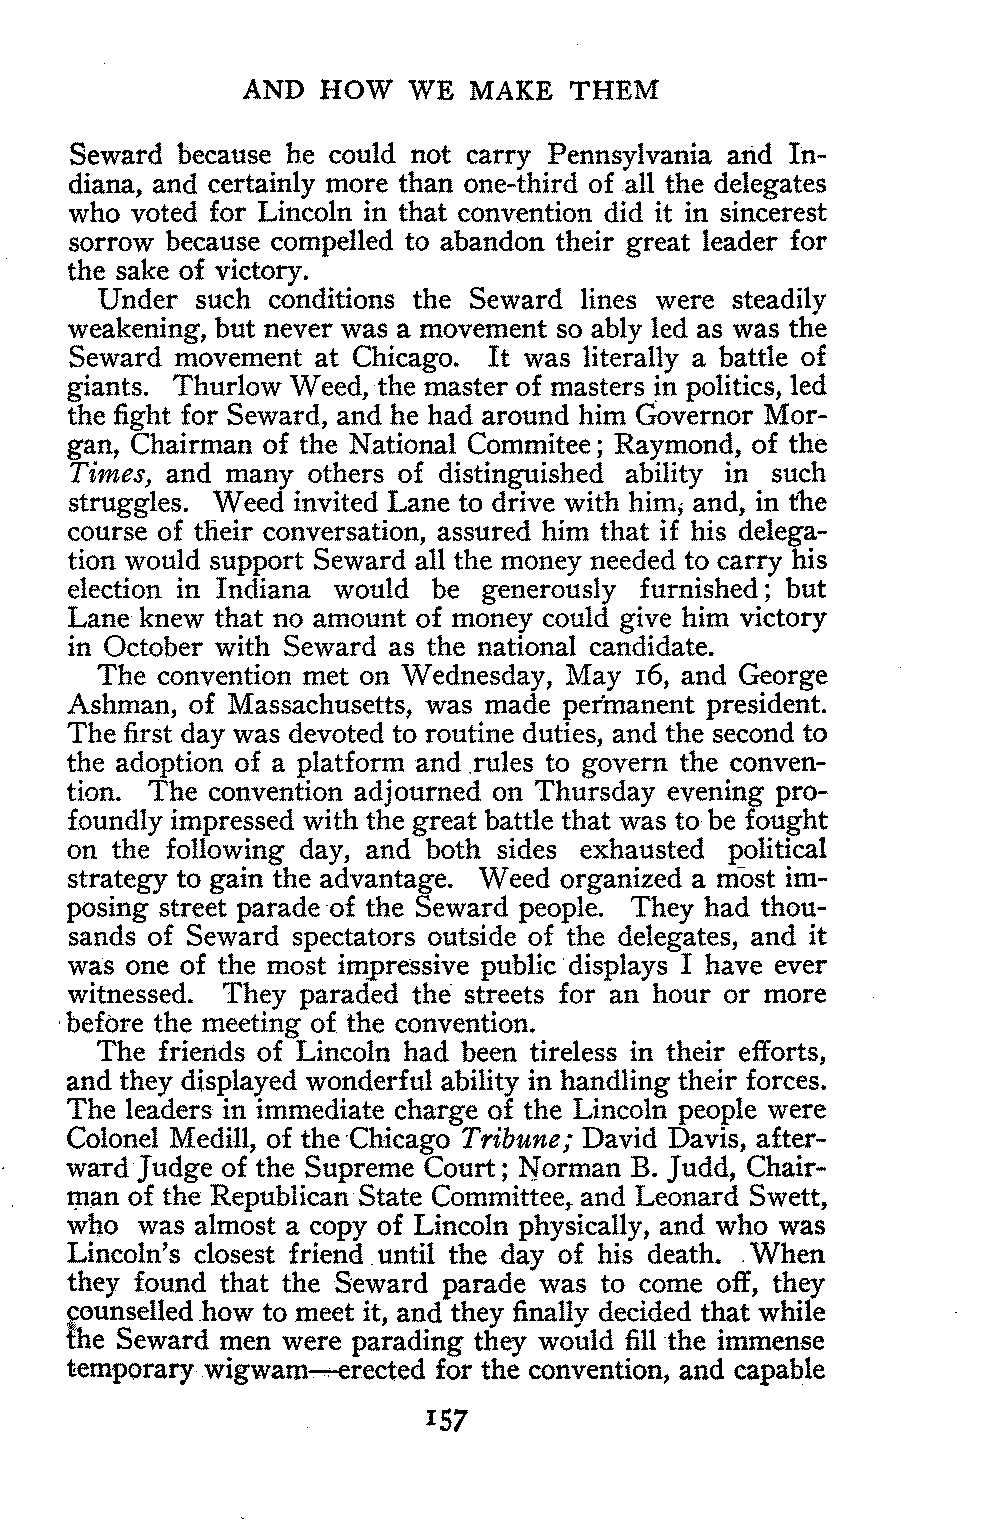 AND HOW WE MAKE THEM
Seward because he could not carry Pennsylvania and In-
diana, and certainly more than one-third of all the delegates
who voted for Lincoln in that convention did it in sincerest
sorrow because compelled to abandon their great leader for
the sake of victory.
Under such conditions the Seward lines were steadily
weakening, but never was a movement so ably led as was the
Seward movement at Chicago. It was literally a battle of
giants. Thurlow Weed, the master of masters in politics, led
the fight for Seward, and he had around him Governor Mor-
gan, Chairman of the National Commitee; Raymond, of the
Times, and many others of distinguished ability in such
struggles. Weed invited Lane to drive with him, and, in the
course of their conversation, assured him that if his delega-
tion would support Seward all the money needed to carry his
election in Indiana would be generously furnished; but
Lane knew that no amount of money could give him victory
in October with Seward as the national candidate.
The convention met on Wednesday, May 16, and George
Ashman, of Massachusetts, was made permanent president.
The first day was devoted to routine duties, and the second to
the adoption of a platform and rules to govern the conven-
tion. The convention adjourned on Thursday evening pro-
foundly impressed with the great battle that was to be fought
on the following day, and both sides exhausted political
strategy to gain the advantage. Weed organized a most im-
posing street parade of the Seward people. They had thou-
sands of Seward spectators outside of the delegates, and it
was one of the most impressive public displays I have ever
witnessed. They paraded the streets for an hour or more
before the meeting of the convention.
The friends of Lincoln had been tireless in their efforts,
and they displayed wonderful ability in handling their forces.
The leaders in immediate charge of the Lincoln people were
Colonel Medill, of the Chicago Tribune; David Davis, after-
ward Judge of the Supreme Court; Norman B. Judd, Chair-
man of the Republican State Committee, and Leonard Swett,
who was almost a copy of Lincoln physically, and who was
Lincoln's closest friend until the day of his death. When
they found that the Seward parade was to come off, they
counselled how to meet it, and they finally decided that while
the Seward men were parading they would fill the immense
temporary wigwam—erected for the convention, and capable
157